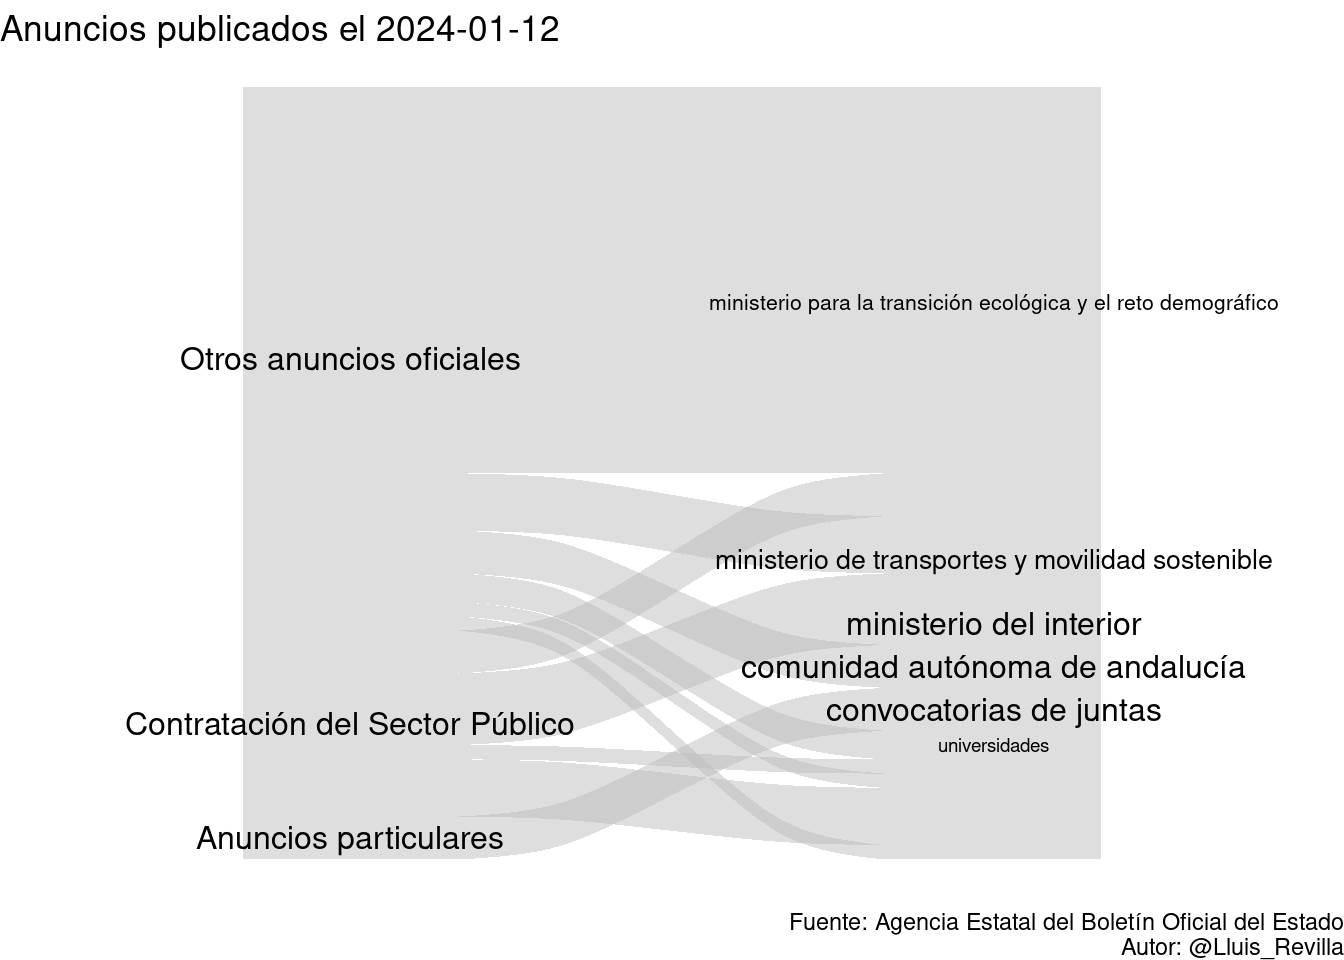 Anuncios publicados el 2024-01-12
ministerio para la transición ecológica y el reto demográfico
Otros anuncios oficiales
ministerio de transportes y movilidad sostenible
ministerio del interior
comunidad autónoma de andalucía
convocatorias de juntas
Contratación del Sector Público
universidades
Anuncios particulares
Fuente: Agencia Estatal del Boletín Oficial del Estado
Autor: @Lluis_Revilla